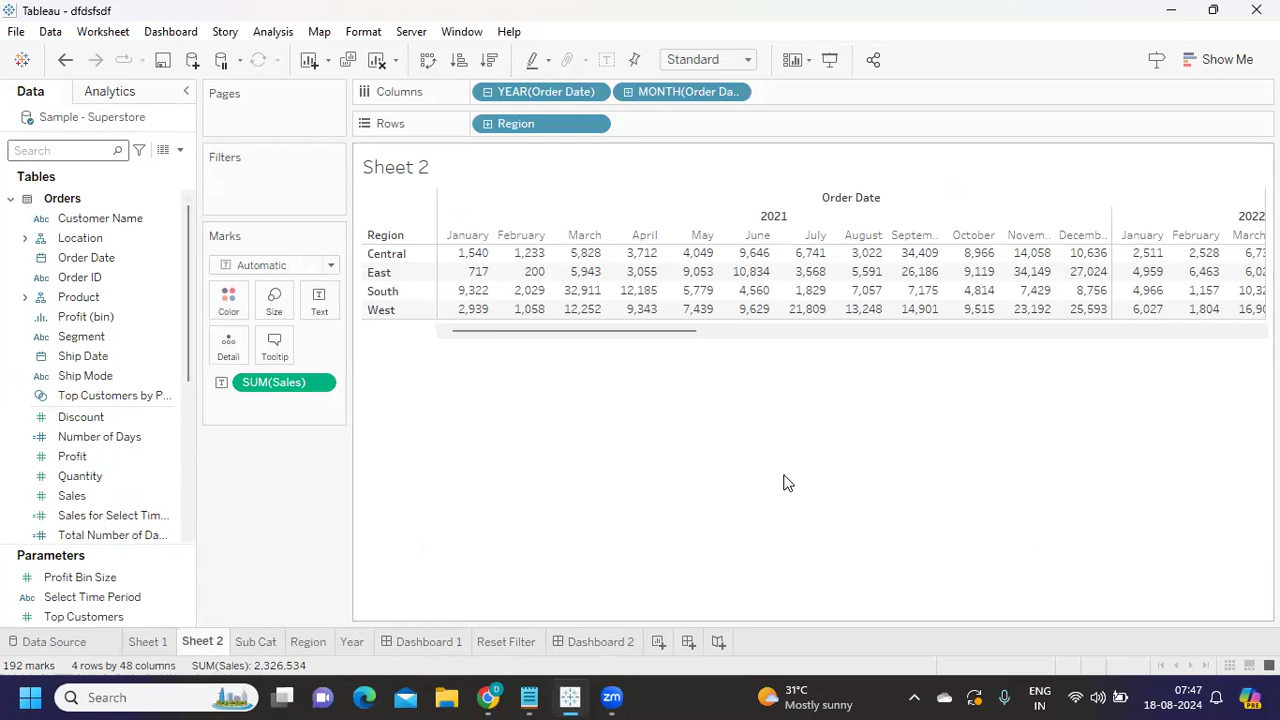 Tableau - dfdsfsdf
File Data Worksheet Dashboard Story Analysis Map Format Server Window Help
Standard
Show Me
Data Analytics
Sample - Superstore
Search
Tables
Orders
Customer Name
Location
Order Date
Order ID
Product
Profit (bin)
Segment
Ship Date
Ship Mode
Top Customers by P...
Discount
Number of Days
Profit
Quantity
Sales
Sales for Select Tim...
Total Number of Da...
Parameters
Profit Bin Size
Select Time Period
Top Customers
Pages
Filters
Marks
Automatic
Color Size Text
Detail Tooltip
SUM(Sales)
Columns YEAR(Order Date) MONTH(Order Da..
Rows Region
Sheet 2
Order Date
2021 2022
Region January February March April May June July August Septem.. October Novem.. Decemb.. January February March
Central 1,540 1,233 5,828 3,712 4,049 9,646 6,741 3,022 34,409 8,966 14,058 10,636 2,511 2,528 6,73
East 717 200 5,943 3,055 9,053 10,834 3,568 5,591 26,186 9,119 34,149 27,024 4,959 6,463 6,02
South 9,322 2,029 32,911 12,185 5,779 4,560 1,829 7,057 7,175 4,814 7,429 8,756 4,966 1,157 10,32
West 2,939 1,058 12,252 9,343 7,439 9,629 21,809 13,248 14,901 9,515 23,192 25,593 6,027 1,804 16,90
Data Source Sheet 1 Sheet 2 Sub Cat Region Year Dashboard 1 Reset Filter Dashboard 2
192 marks 4 rows by 48 columns SUM(Sales): 2,326.534
Search
31°C
Mostly sunny
ENG
IN
07:47
18-08-2024
PRE